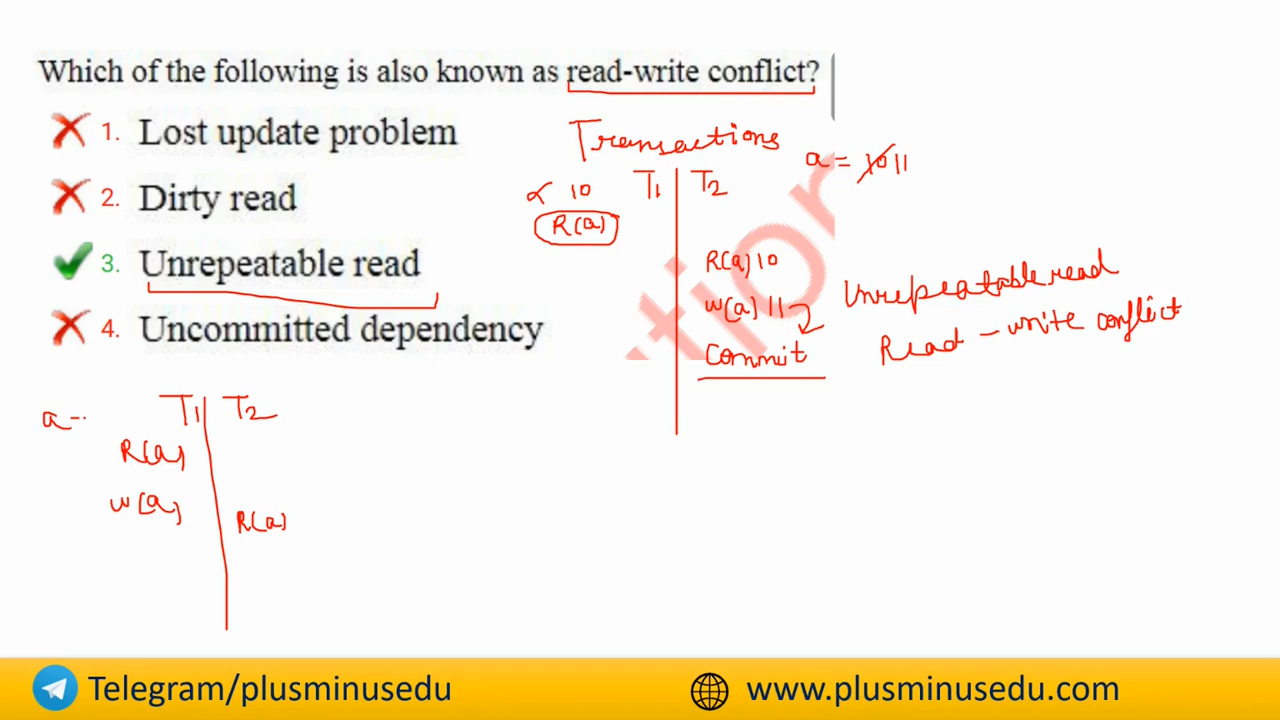 Which of the following is also known as read-write conflict?
1. Lost update problem
2. Dirty read
3. Unrepeatable read
4. Uncommitted dependency
Transactions
a = 10 11
10 T1 T2
R(a)
R(a) 10
W(a) 11
Commit
Unrepeatable read
Read - write conflict
a - T1 T2
R(a)
W(a)
R(a)
tion
Telegram/plusminusedu
www.plusminusedu.com